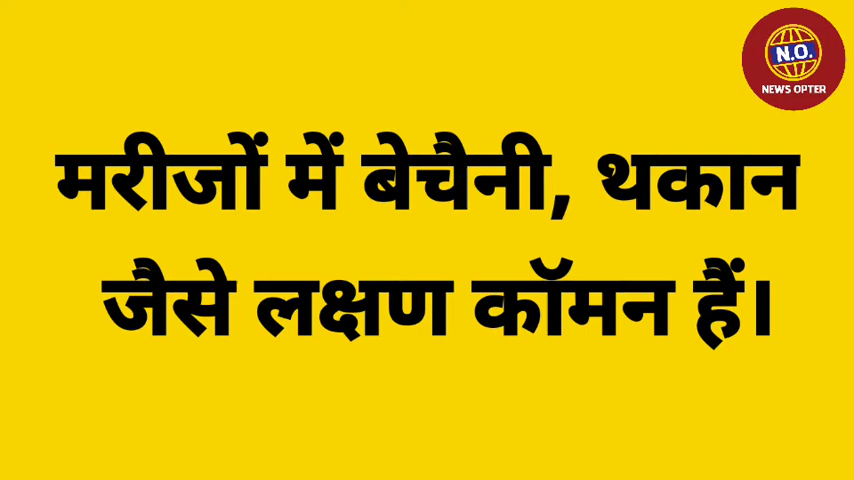 N.O.
NEWS OPTER
मरीजों में बेचैनी, थकान
जैसे लक्षण कॉमन हैं।